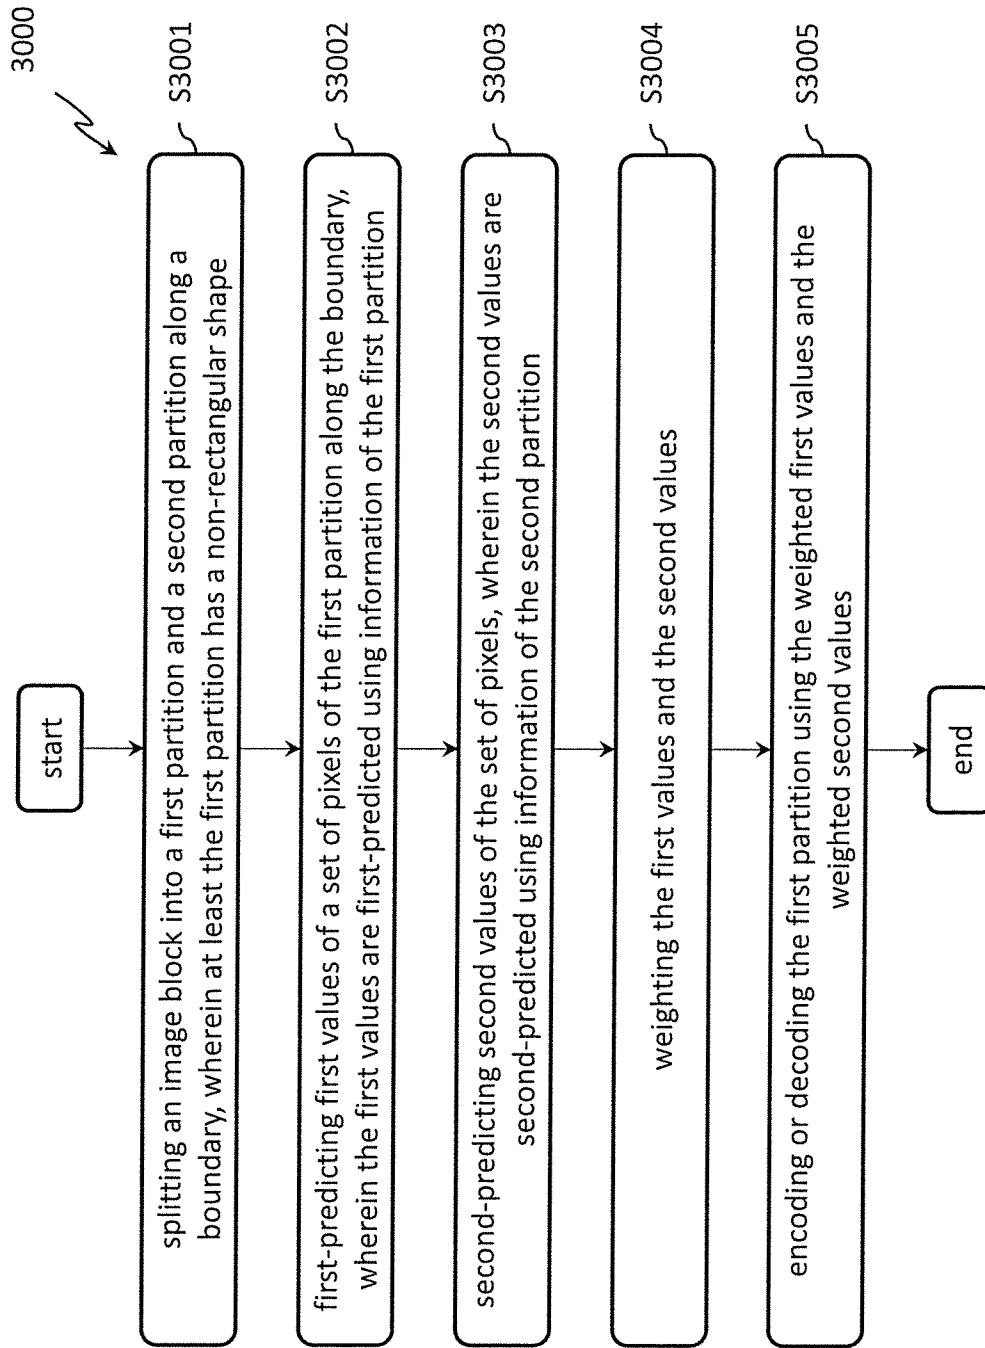 3000
start
splitting an image block into a first partition and a second partition along a
boundary, wherein at least the first partition has a non-rectangular shape
S3001
first-predicting first values of a set of pixels of the first partition along the boundary,
wherein the first values are first-predicted using information of the first partition
S3002
second-predicting second values of the set of pixels, wherein the second values are
second-predicted using information of the second partition
S3003
weighting the first values and the second values
S3004
encoding or decoding the first partition using the weighted first values and the
weighted second values
S3005
end